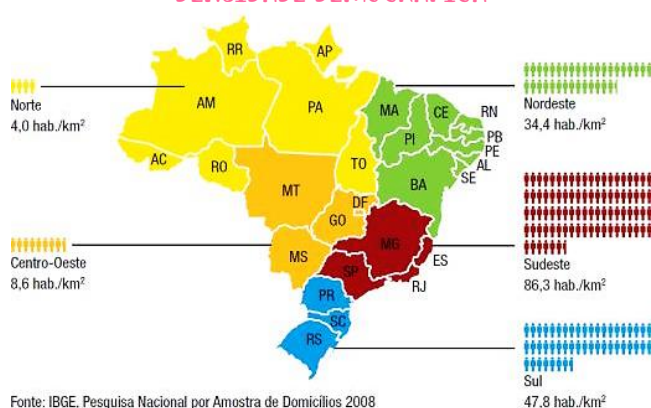 RR
AP
Norte
4,0 hab./km²
AM
PA
MA
CE
RN
Nordeste
34,4 hab./km²
PI
PB
PE
AL
SE
AC
RO
TO
BA
MT
DF
GO
Centro-Oeste
8,6 hab./km²
MS
MG
ES
SP
RJ
Sudeste
86,3 hab./km²
PR
SC
RS
Sul
47,8 hab./km²
Fonte: IBGE, Pesquisa Nacional por Amostra de Domicílios 2008